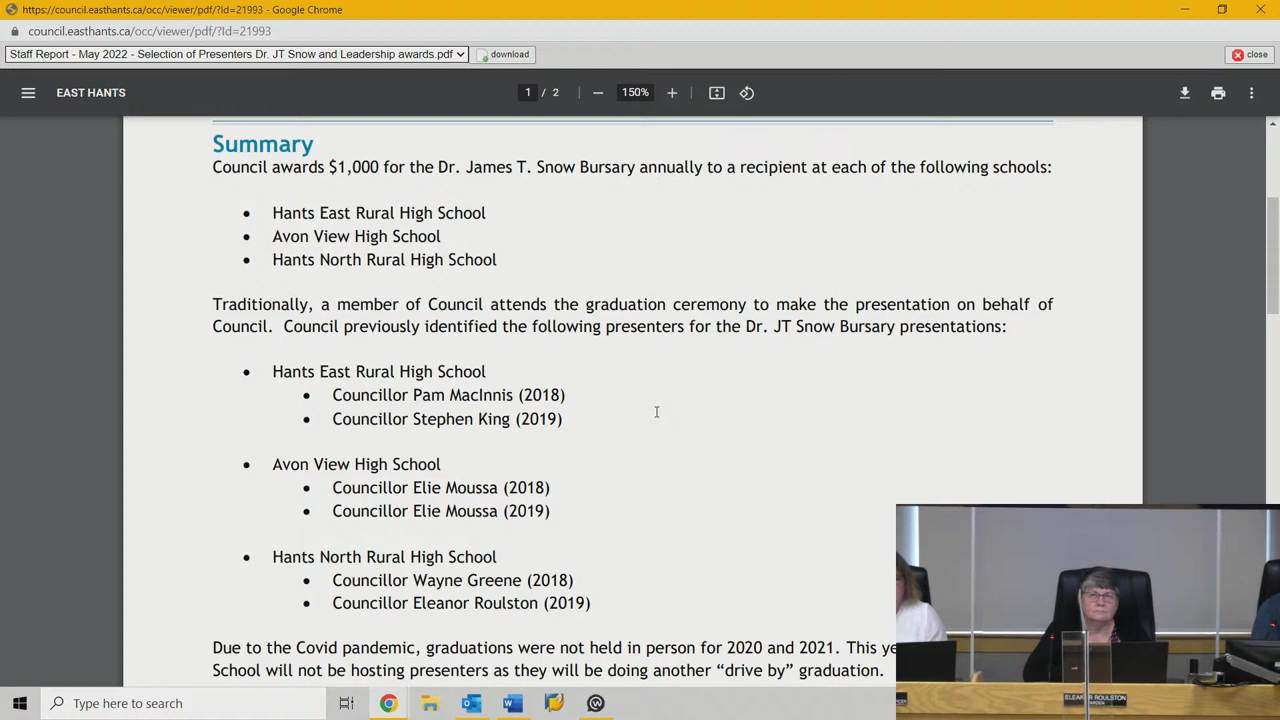 https://council.easthants.ca/occ/viewer/pdf/?Id=21993 - Google Chrome
council.easthants.ca/occ/viewer/pdf/?Id=21993
Staff Report - May 2022 - Selection of Presenters Dr. JT Snow and Leadership awards.pdf
download
close
EAST HANTS
1 / 2
150%
Summary
Council awards $1,000 for the Dr. James T. Snow Bursary annually to a recipient at each of the following schools:
• Hants East Rural High School
• Avon View High School
• Hants North Rural High School
Traditionally, a member of Council attends the graduation ceremony to make the presentation on behalf of
Council. Council previously identified the following presenters for the Dr. JT Snow Bursary presentations:
• Hants East Rural High School
• Councillor Pam MacInnis (2018)
• Councillor Stephen King (2019)
• Avon View High School
• Councillor Elie Moussa (2018)
• Councillor Elie Moussa (2019)
• Hants North Rural High School
• Councillor Wayne Greene (2018)
• Councillor Eleanor Roulston (2019)
Due to the Covid pandemic, graduations were not held in person for 2020 and 2021. This ye
School will not be hosting presenters as they will be doing another “drive by” graduation.
ELEANOR ROULSTON
WARDEN
Type here to search